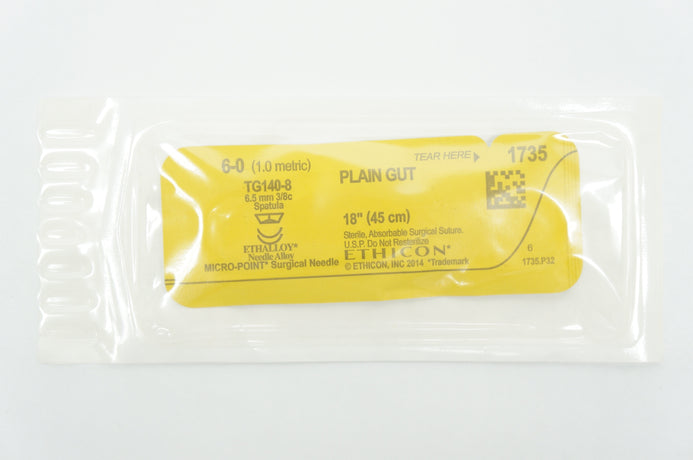 6-0 (1.0 metric)
TG140-8
6.5 mm 3/8c
Spatula
ETHALLOY*
Needle Alloy
MICRO-POINT* Surgical Needle
TEAR HERE
1735
PLAIN GUT
18" (45 cm)
Sterile, Absorbable Surgical Suture.
U.S.P. Do Not Resterilize
ETHICON*
© ETHICON, INC 2014 *Trademark
6
1735.P32